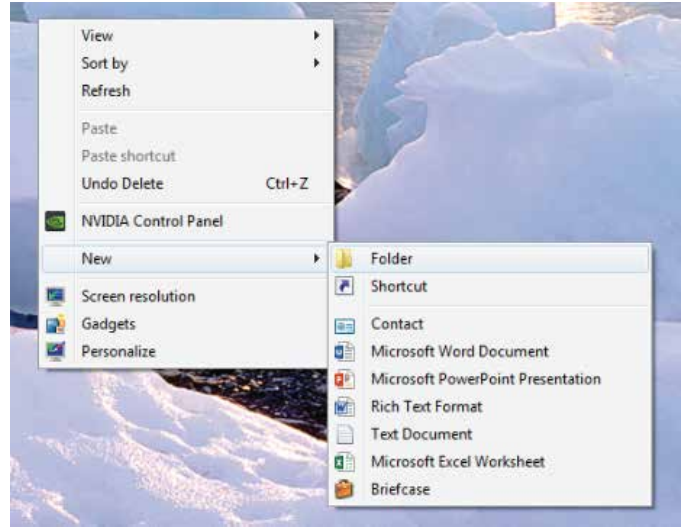 View
Sort by
Refresh
Paste
Paste shortcut
Undo Delete Ctrl+Z
NVIDIA Control Panel
New
Screen resolution
Gadgets
Personalize
Folder
Shortcut
Contact
Microsoft Word Document
Microsoft PowerPoint Presentation
Rich Text Format
Text Document
Microsoft Excel Worksheet
Briefcase